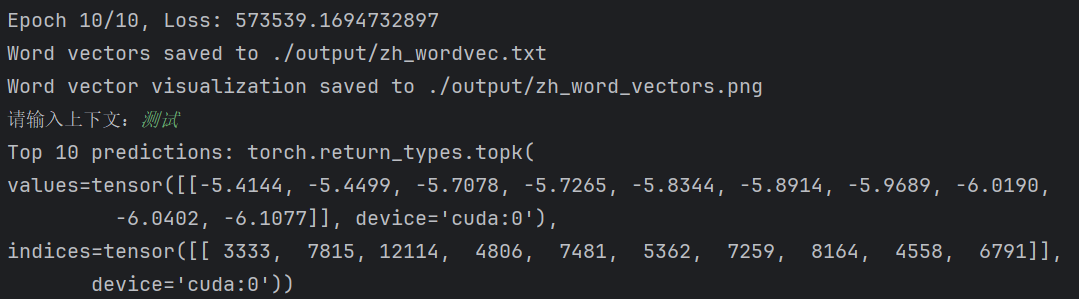 Epoch 10/10, Loss: 573539.1694732897
Word vectors saved to ./output/zh_wordvec.txt
Word vector visualization saved to ./output/zh_word_vectors.png
请输入上下文：测试
Top 10 predictions: torch.return_types.topk(
values=tensor([[-5.4144, -5.4499, -5.7078, -5.7265, -5.8344, -5.8914, -5.9689, -6.0190,
         -6.0402, -6.1077]], device='cuda:0'),
indices=tensor([[ 3333,  7815, 12114,  4806,  7481,  5362,  7259,  8164,  4558,  6791]],
       device='cuda:0'))